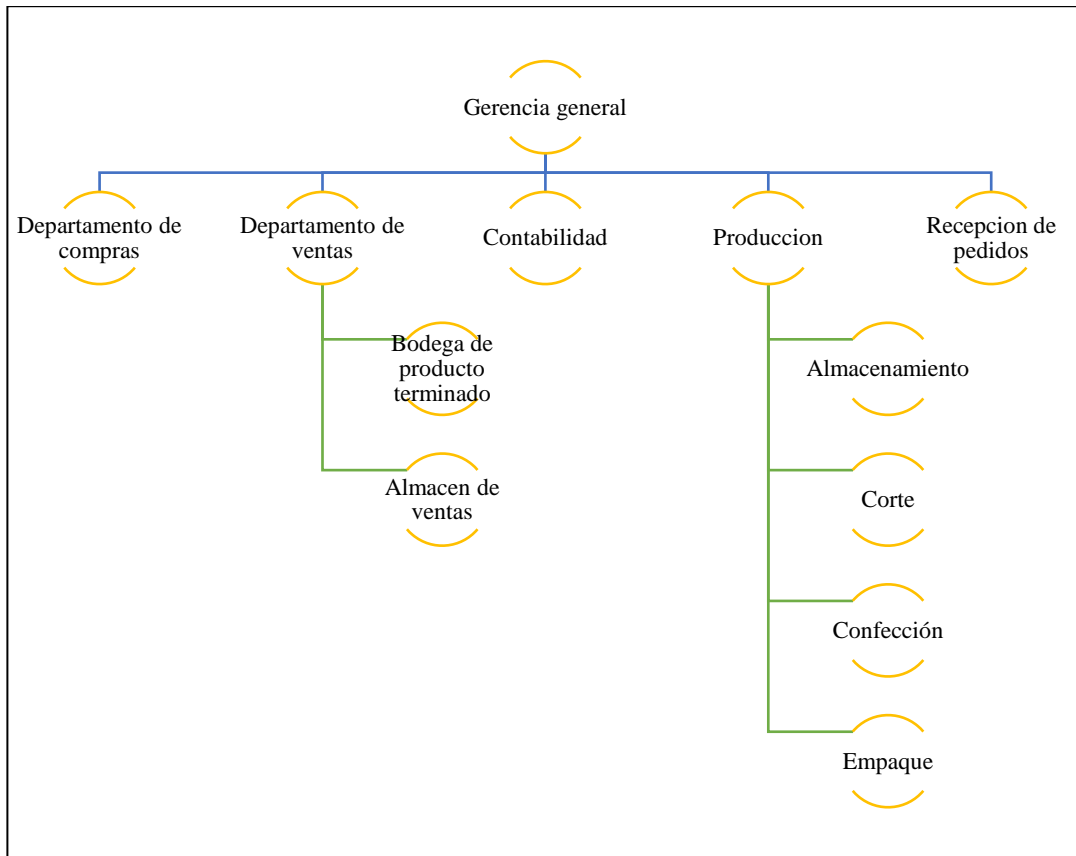 Gerencia general
Departamento de
compras
Departamento de
ventas
Contabilidad
Produccion
Recepcion de
pedidos
Bodega de
producto
terminado
Almacen de
ventas
Almacenamiento
Corte
Confección
Empaque